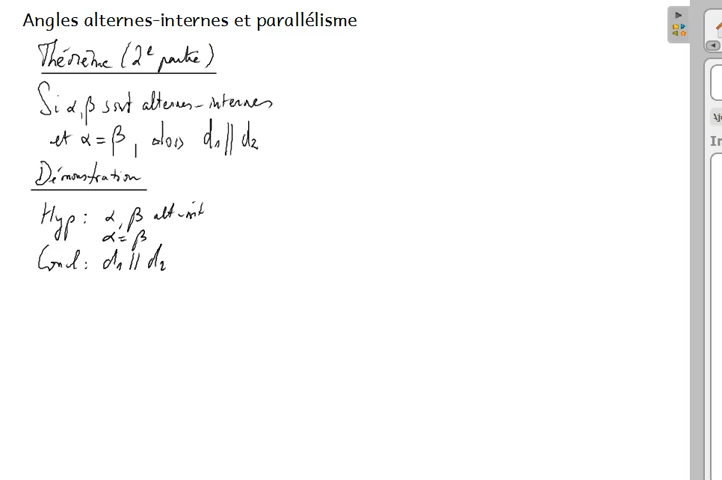 Angles alternes-internes et parallélisme
Théorème (2e partie)
Si α, β sont alternes-internes
et α = β, alors d1 // d2
Démonstration
Hyp: α, β alt-int
α = β
Concl: d1 // d2